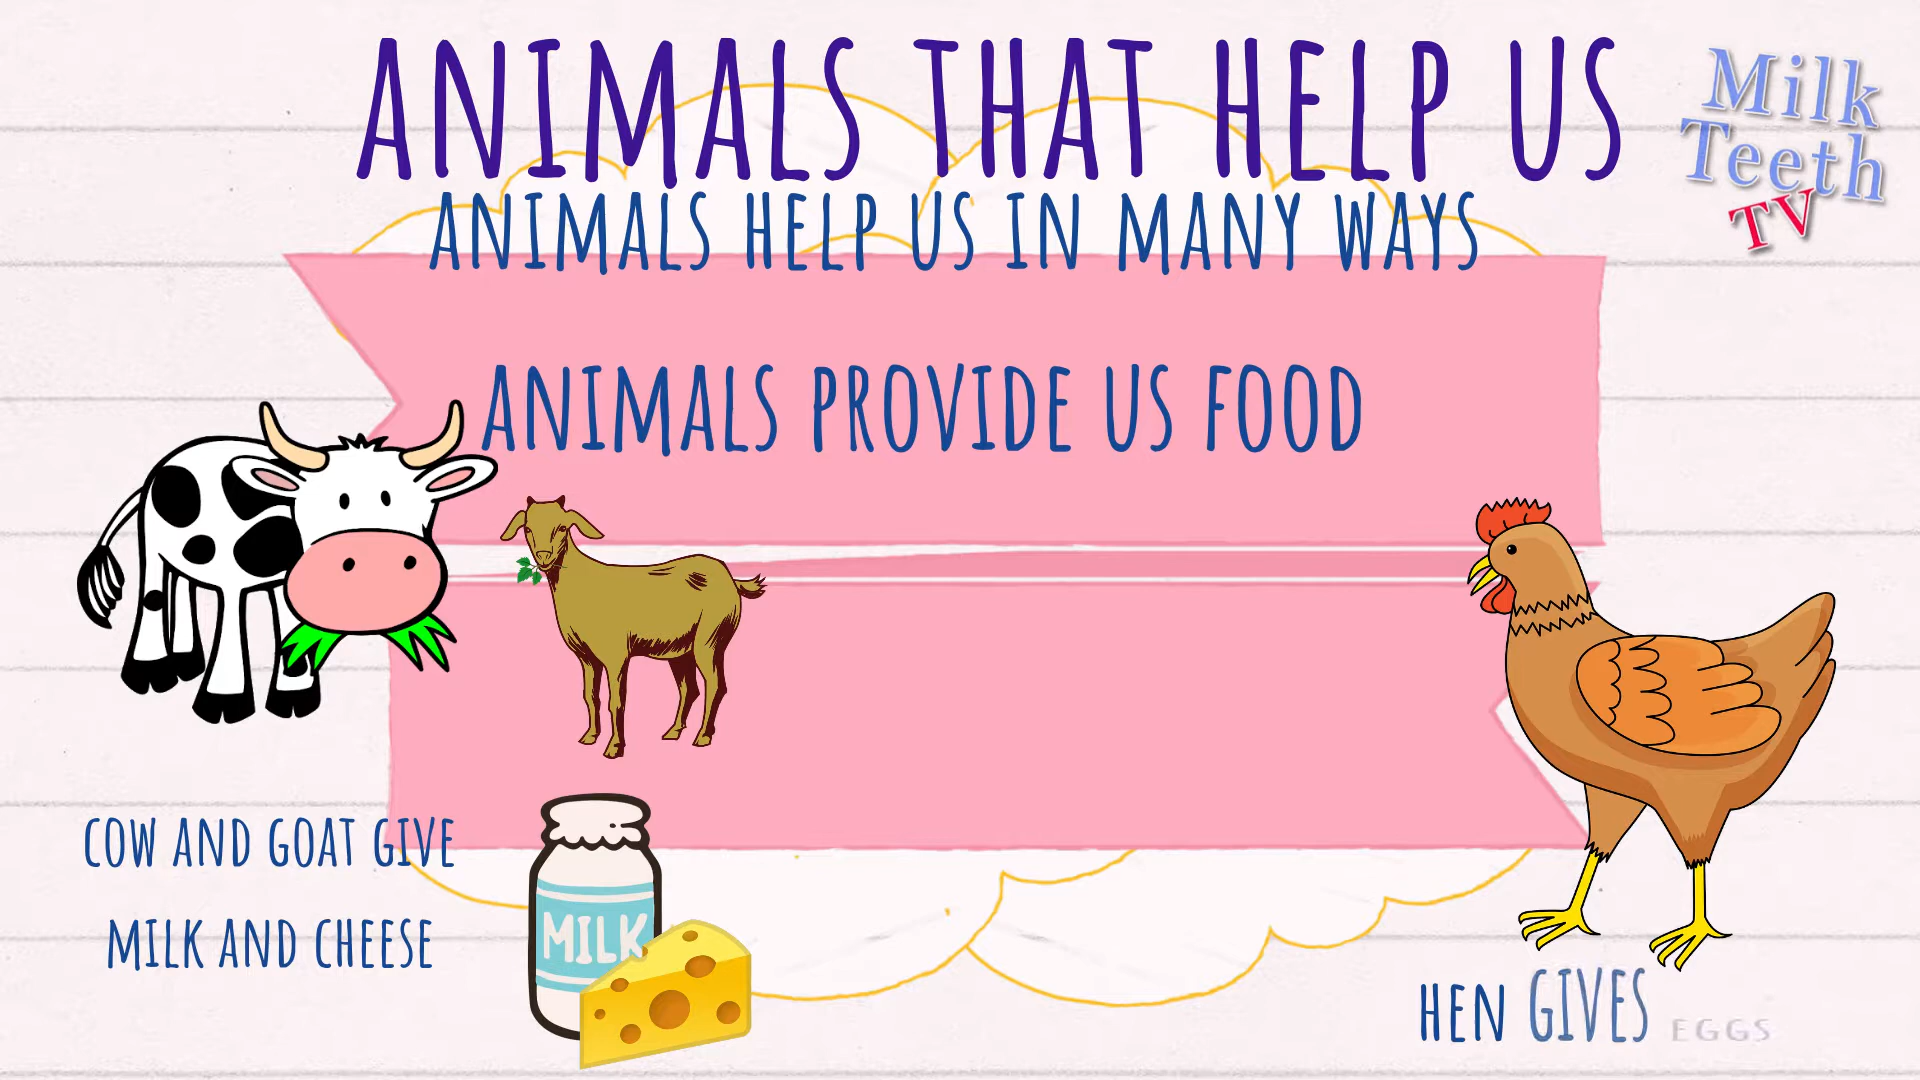 ANIMALS THAT HELP US
Milk
Teeth
TV
ANIMALS HELP US IN MANY WAYS
ANIMALS PROVIDE US FOOD
COW AND GOAT GIVE
MILK AND CHEESE
MILK
HEN GIVES EGGS